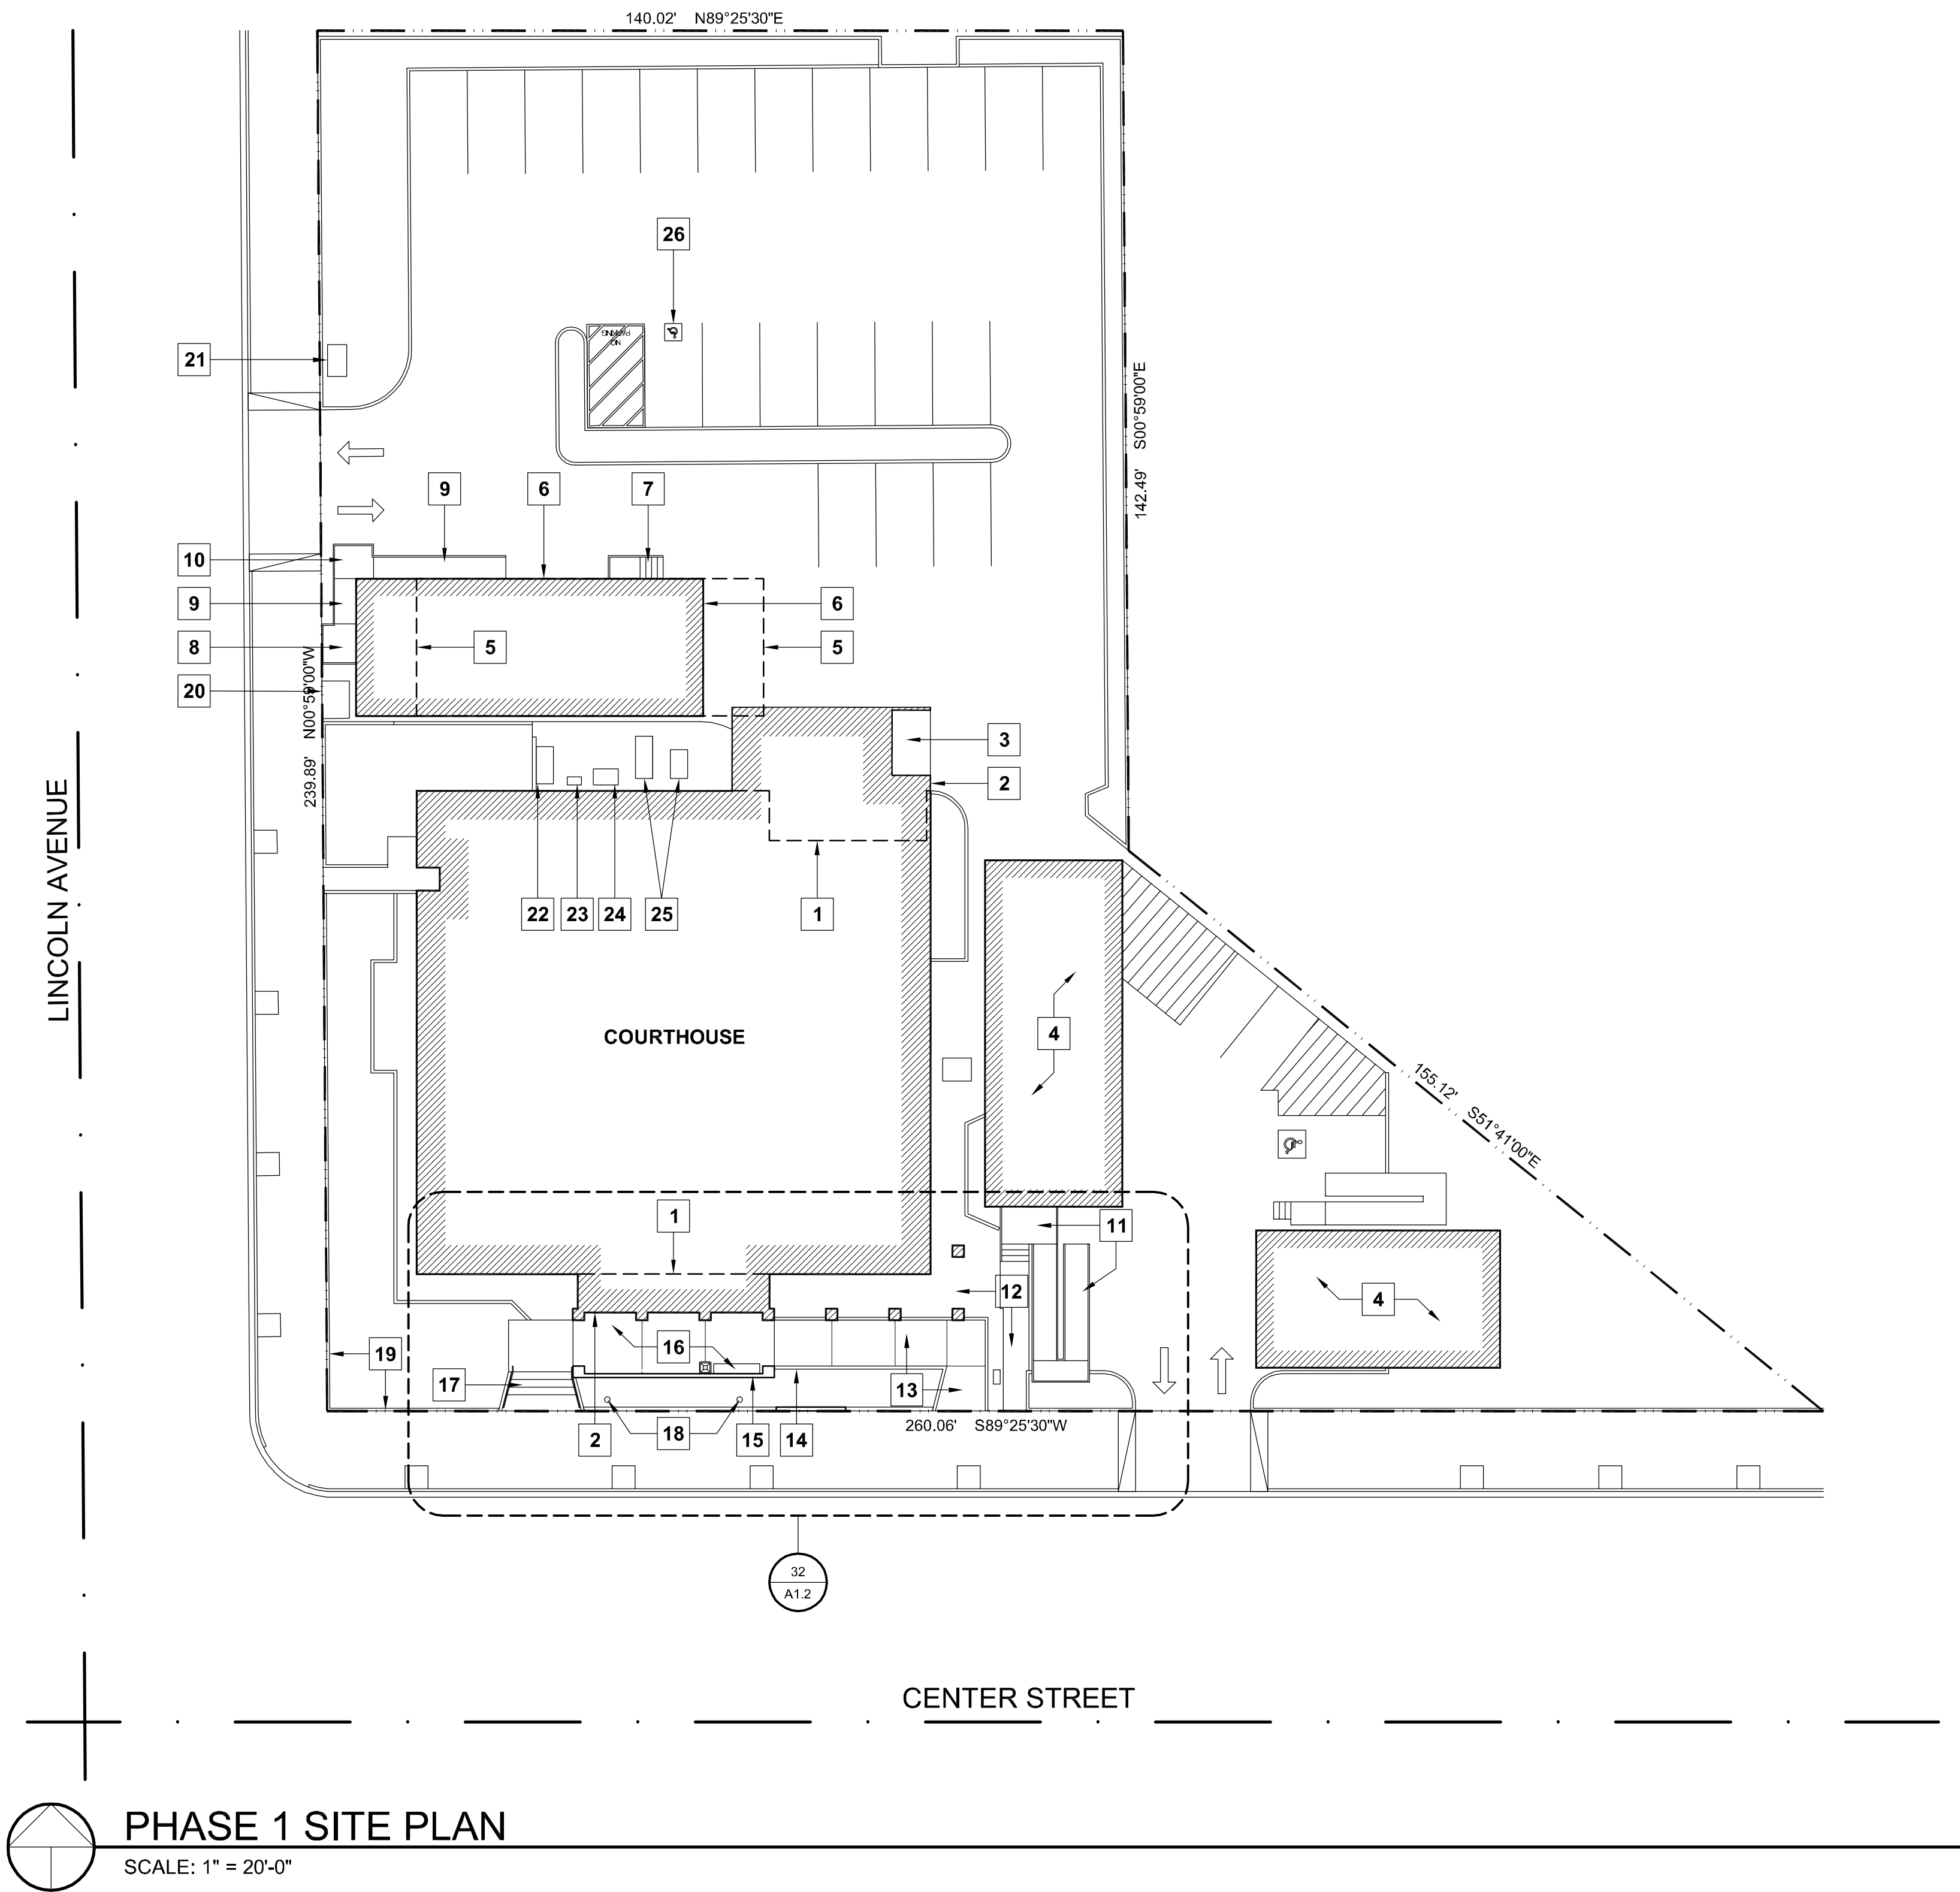 140.02' N89°25'30"E
26
NO
PARKING
21
142.49' S00°59'00"E
9
6
7
10
9
6
8
5
5
20
239.89' N00°59'00"W
3
2
22
23
24
25
1
LINCOLN AVENUE
COURTHOUSE
4
155.12' S51°41'00"E
1
11
12
4
16
19
17
13
260.06' S89°25'30"W
2
18
15
14
32
A1.2
CENTER STREET
PHASE 1 SITE PLAN
SCALE: 1" = 20'-0"